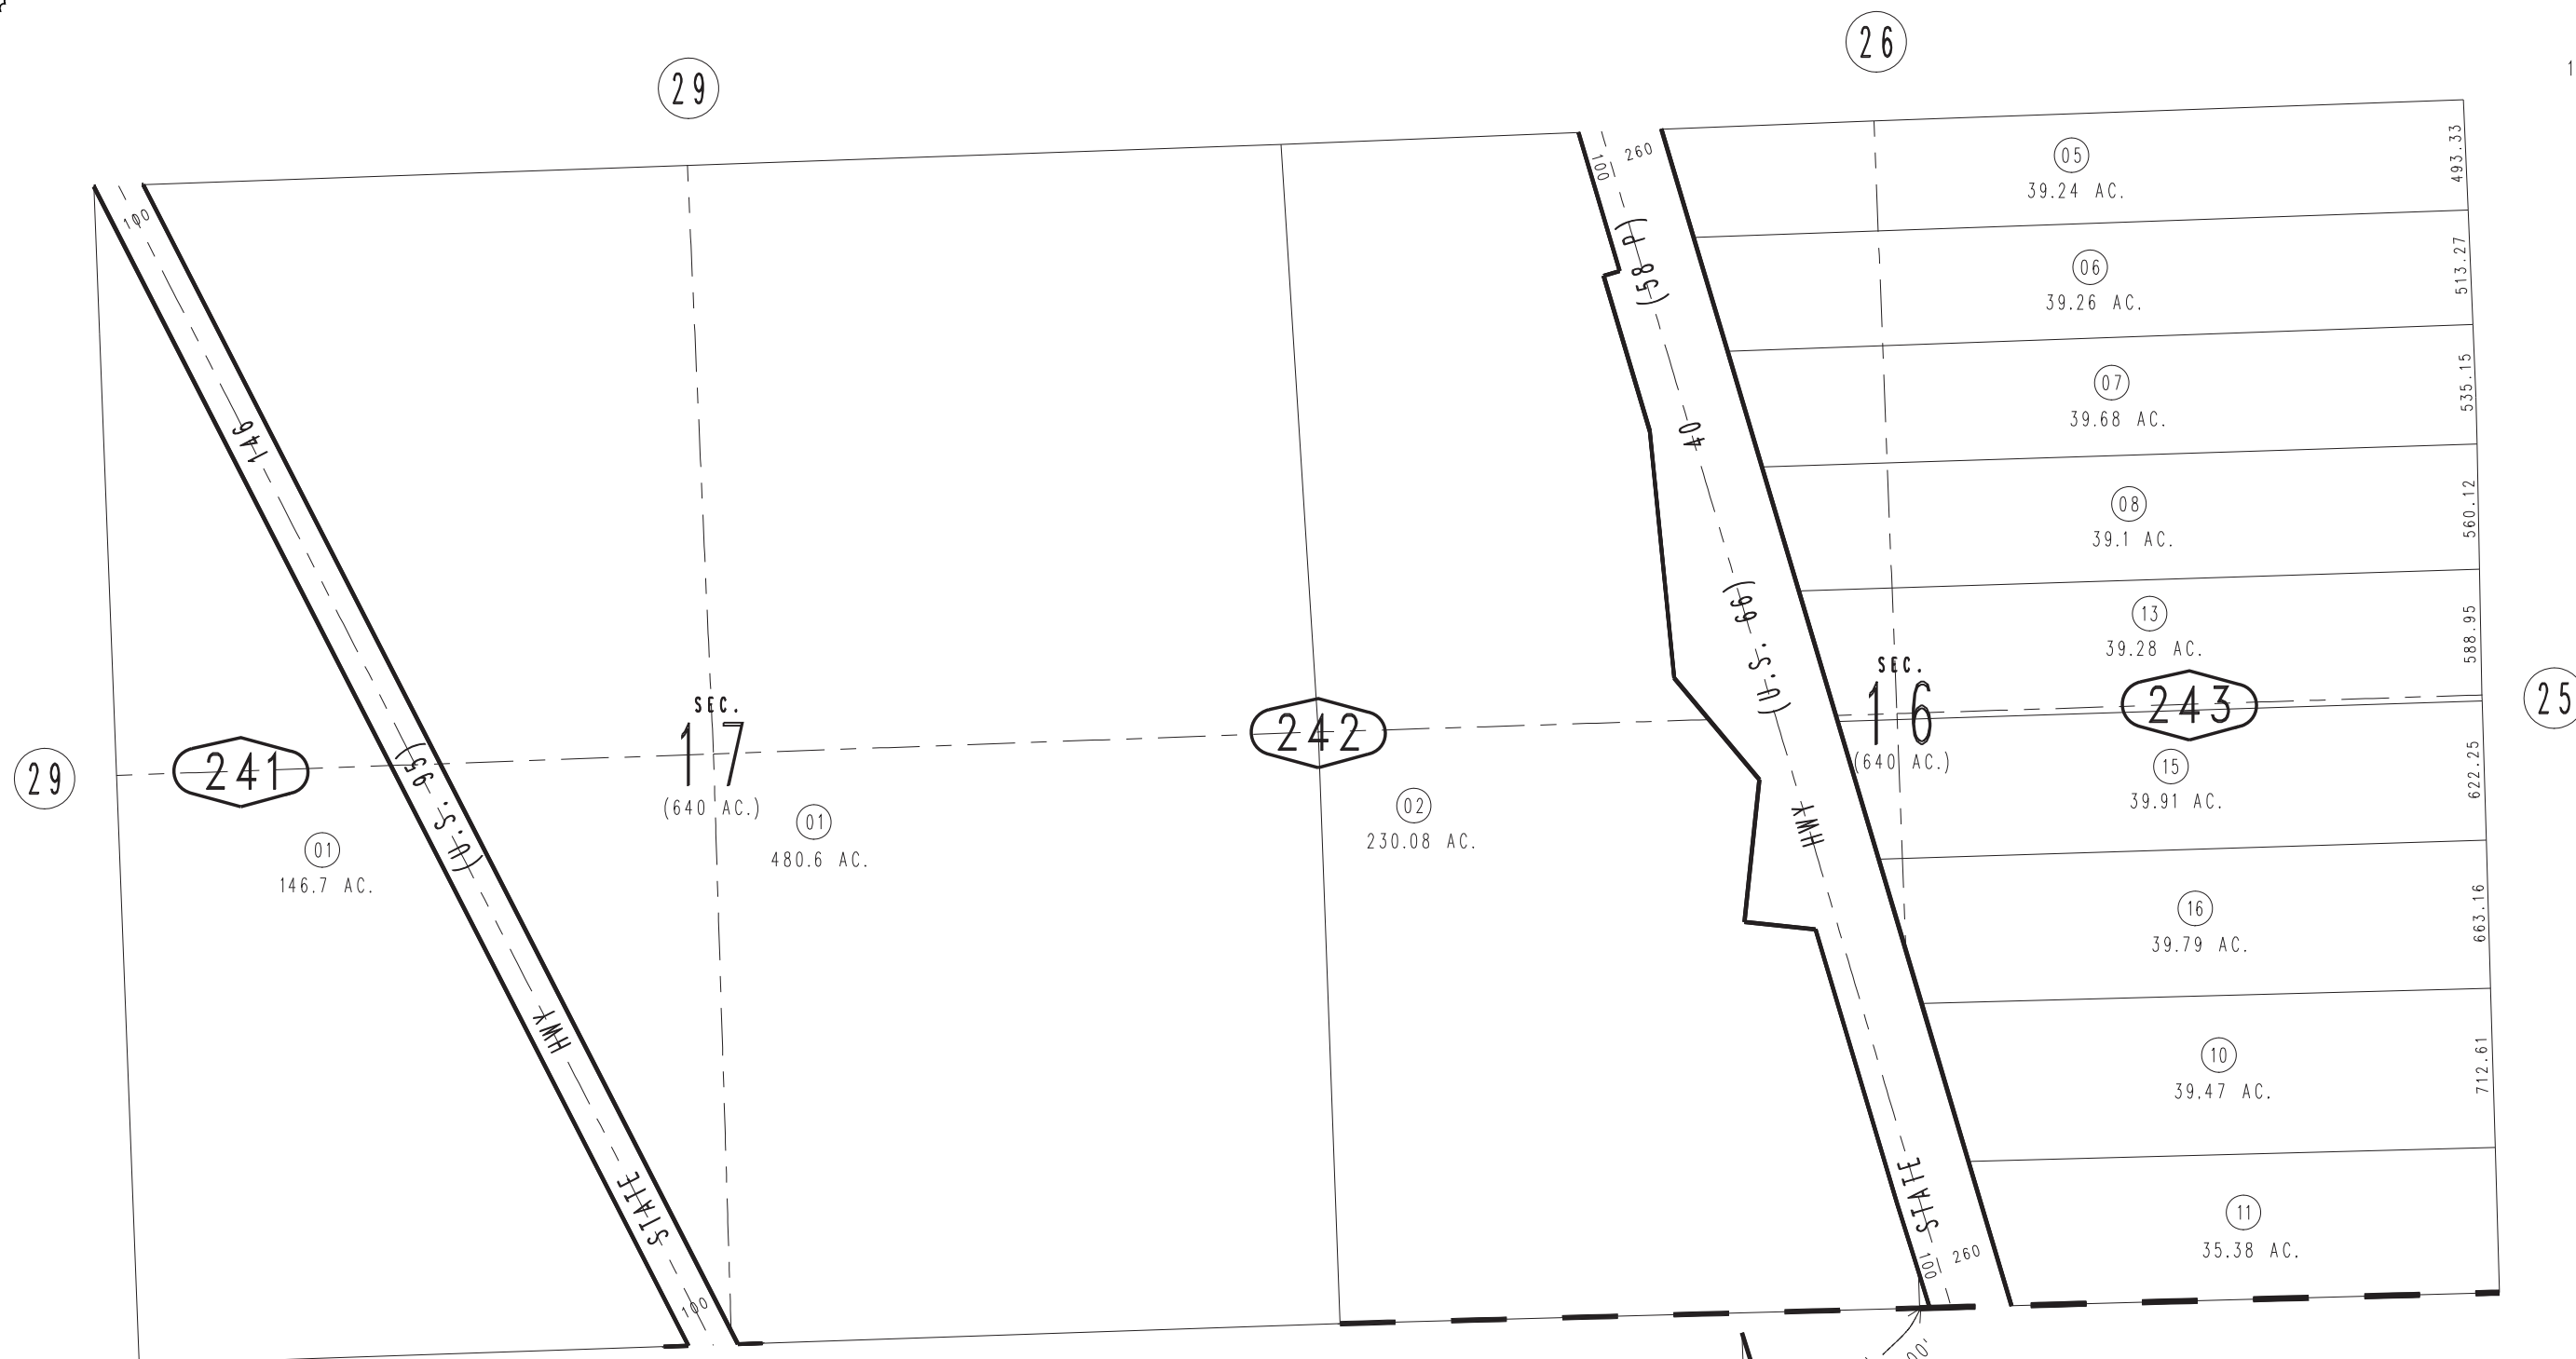 26
29
1
05
39.24 AC.
493.33
100
260
100
06
39.26 AC.
513.27
(58 P)
07
39.68 AC.
535.15
146
40
08
39.1 AC.
560.12
(U.S. 66)
13
39.28 AC.
588.95
SEC.
16
(640 AC.)
243
25
SEC.
17
(640 AC.)
242
241
29
(U.S. 95)
15
39.91 AC.
622.25
HWY
01
480.6 AC.
02
230.08 AC.
01
146.7 AC.
16
39.79 AC.
663.16
HWY
10
39.47 AC.
712.61
STATE
STATE
11
35.38 AC.
100
260
100